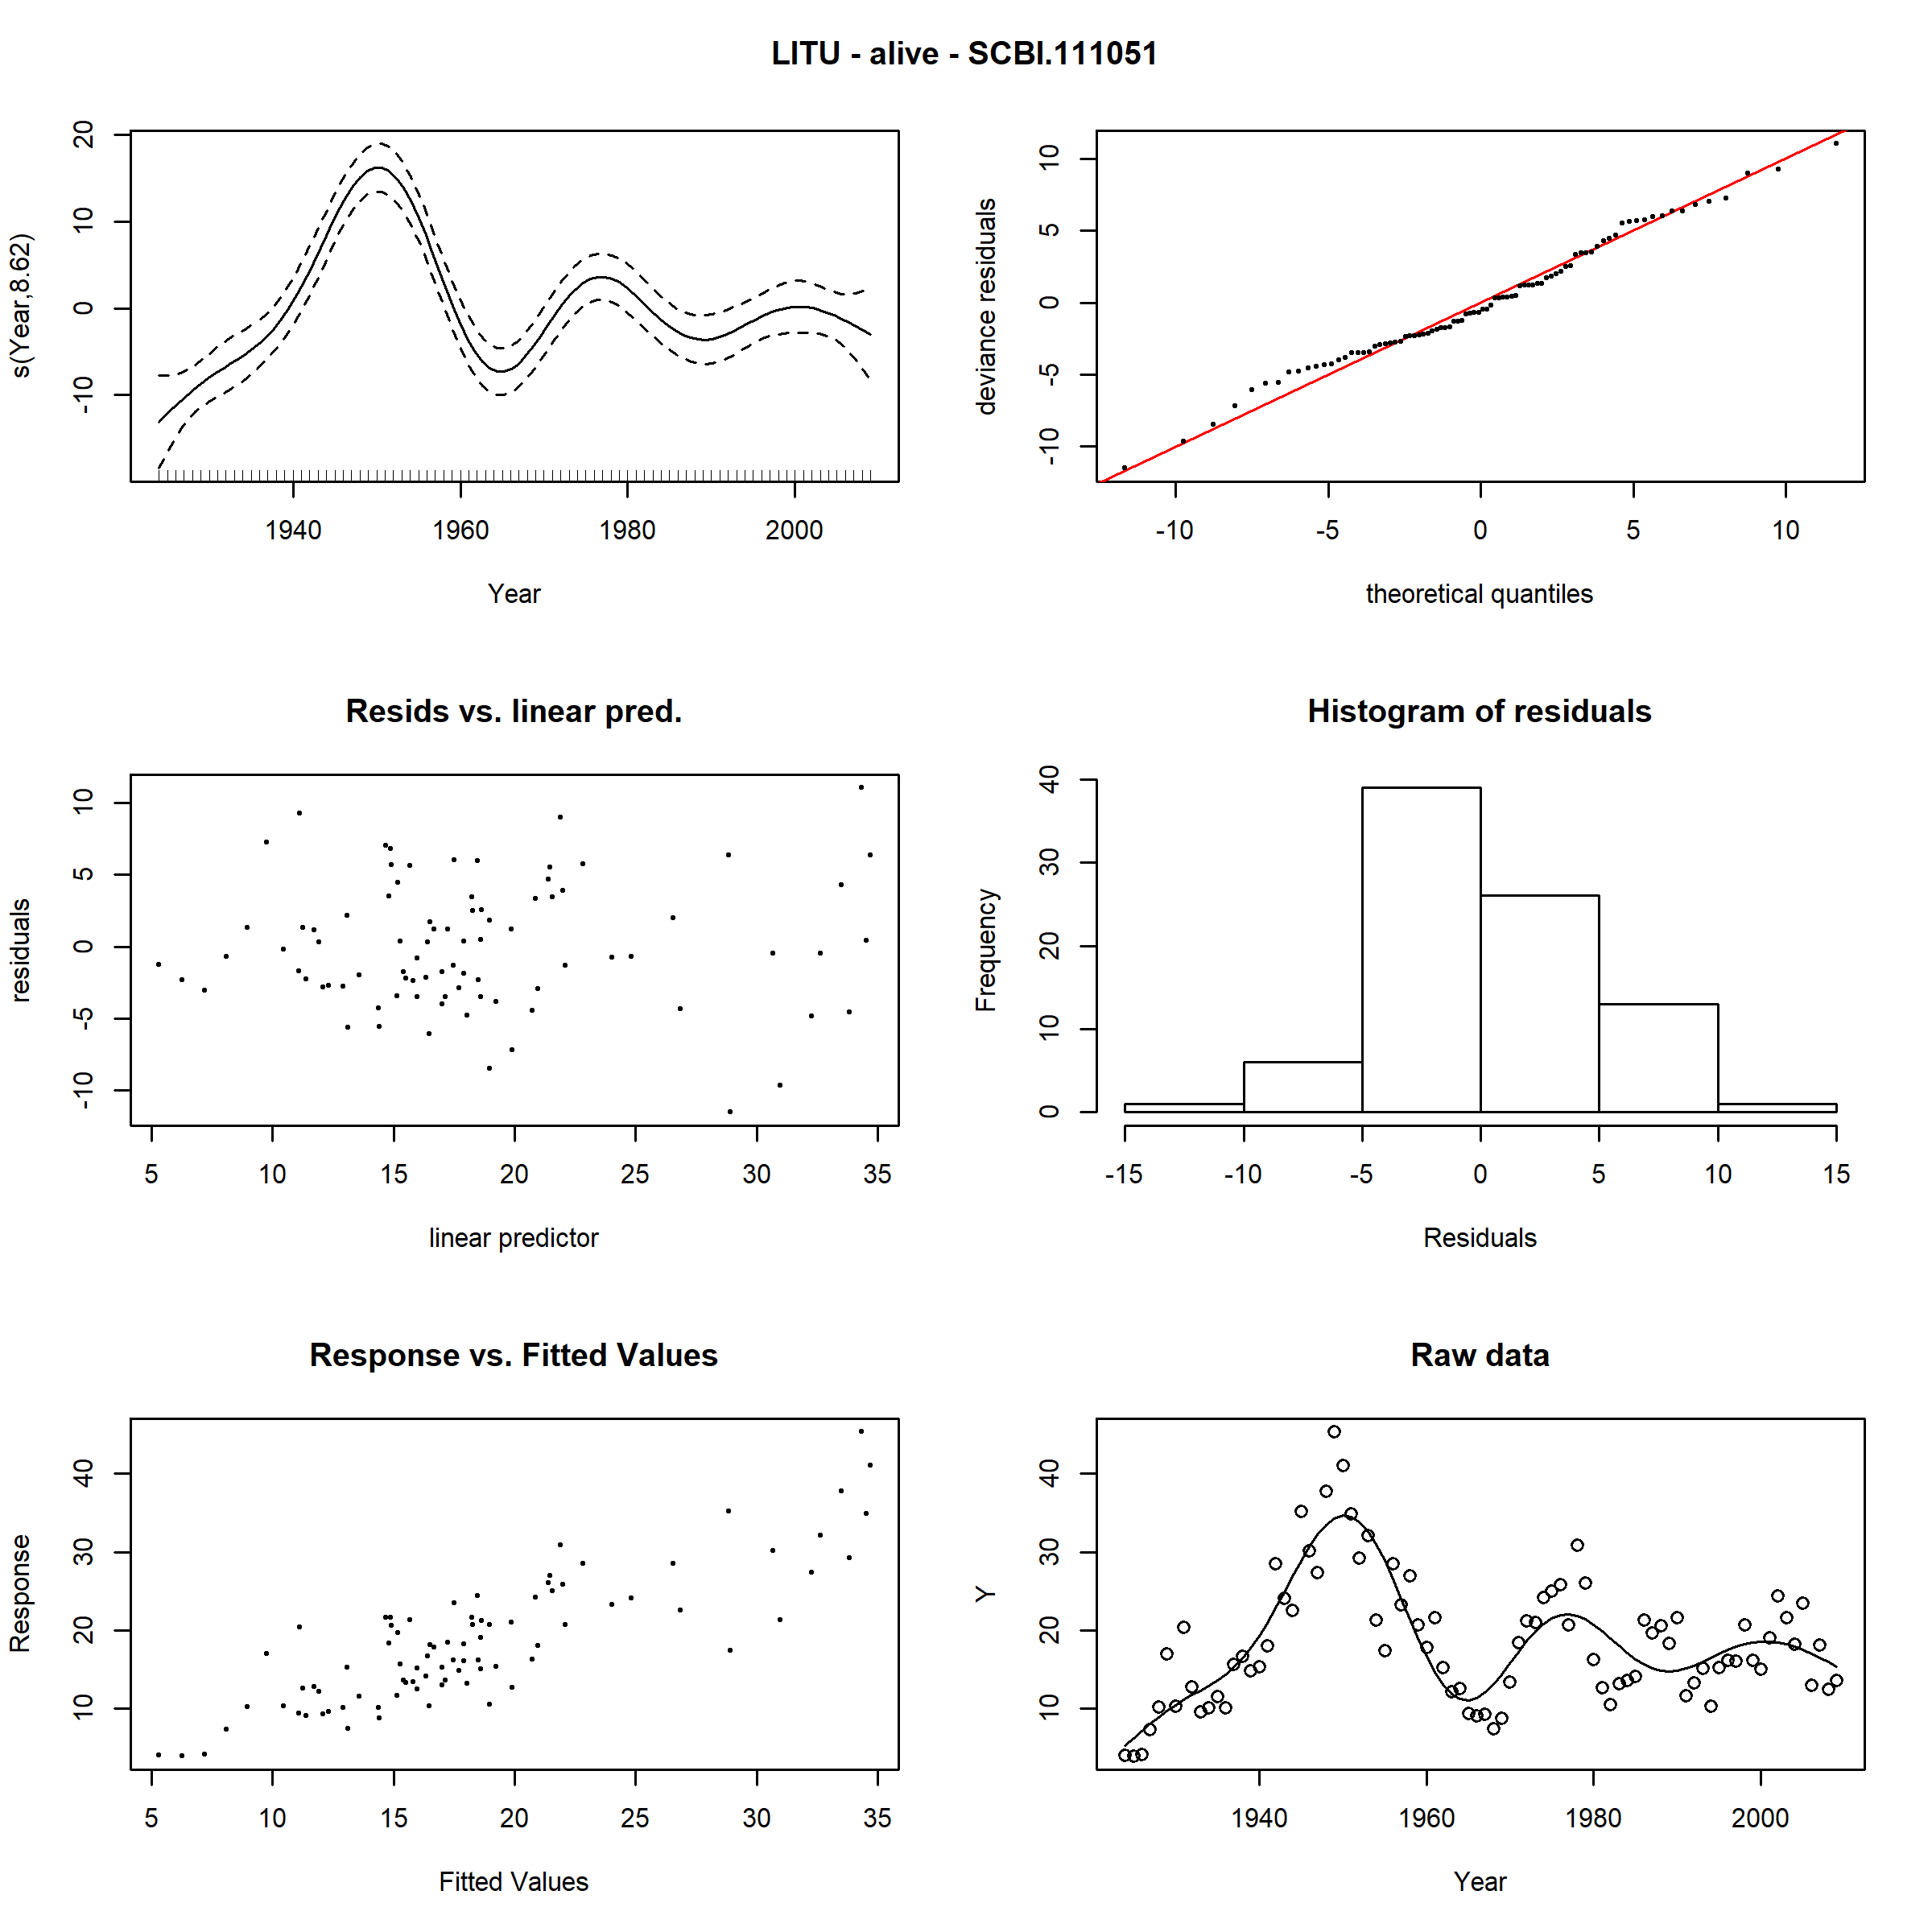 LITU - alive - SCBI.111051
s(Year,8.62)
20
10
0
-10
1940 1960 1980 2000
Year
deviance residuals
10
5
0
-5
-10
-10 -5 0 5 10
theoretical quantiles
Resids vs. linear pred.
residuals
10
5
0
-5
-10
5 10 15 20 25 30 35
linear predictor
Histogram of residuals
Frequency
40
30
20
10
0
-15 -10 -5 0 5 10 15
Residuals
Response vs. Fitted Values
Response
40
30
20
10
5 10 15 20 25 30 35
Fitted Values
Raw data
Y
40
30
20
10
1940 1960 1980 2000
Year